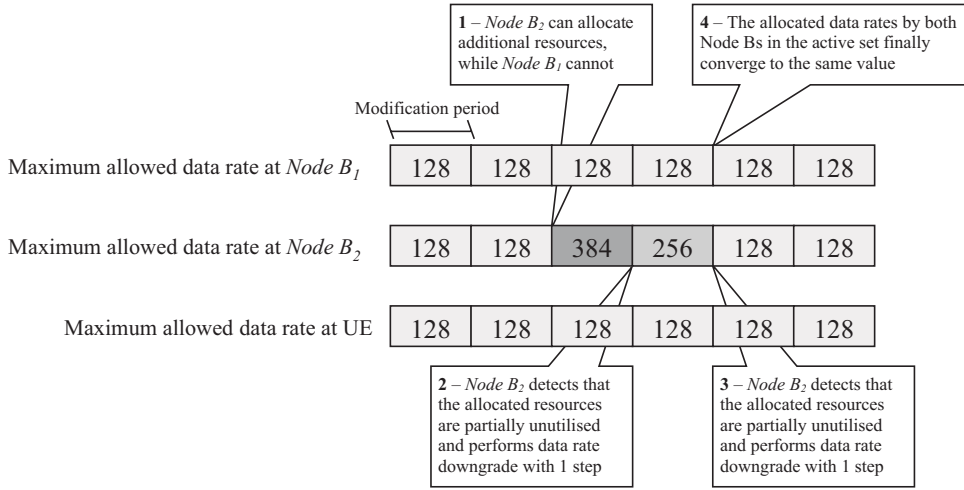 1 – Node B2 can allocate
additional resources,
while Node B1 cannot
4 – The allocated data rates by both
Node Bs in the active set finally
converge to the same value
Modification period
Maximum allowed data rate at Node B1
128 128 128 128 128 128
Maximum allowed data rate at Node B2
128 128 384 256 128 128
Maximum allowed data rate at UE
128 128 128 128 128 128
2 – Node B2 detects that
the allocated resources
are partially unutilised
and performs data rate
downgrade with 1 step
3 – Node B2 detects that
the allocated resources
are partially unutilised
and performs data rate
downgrade with 1 step